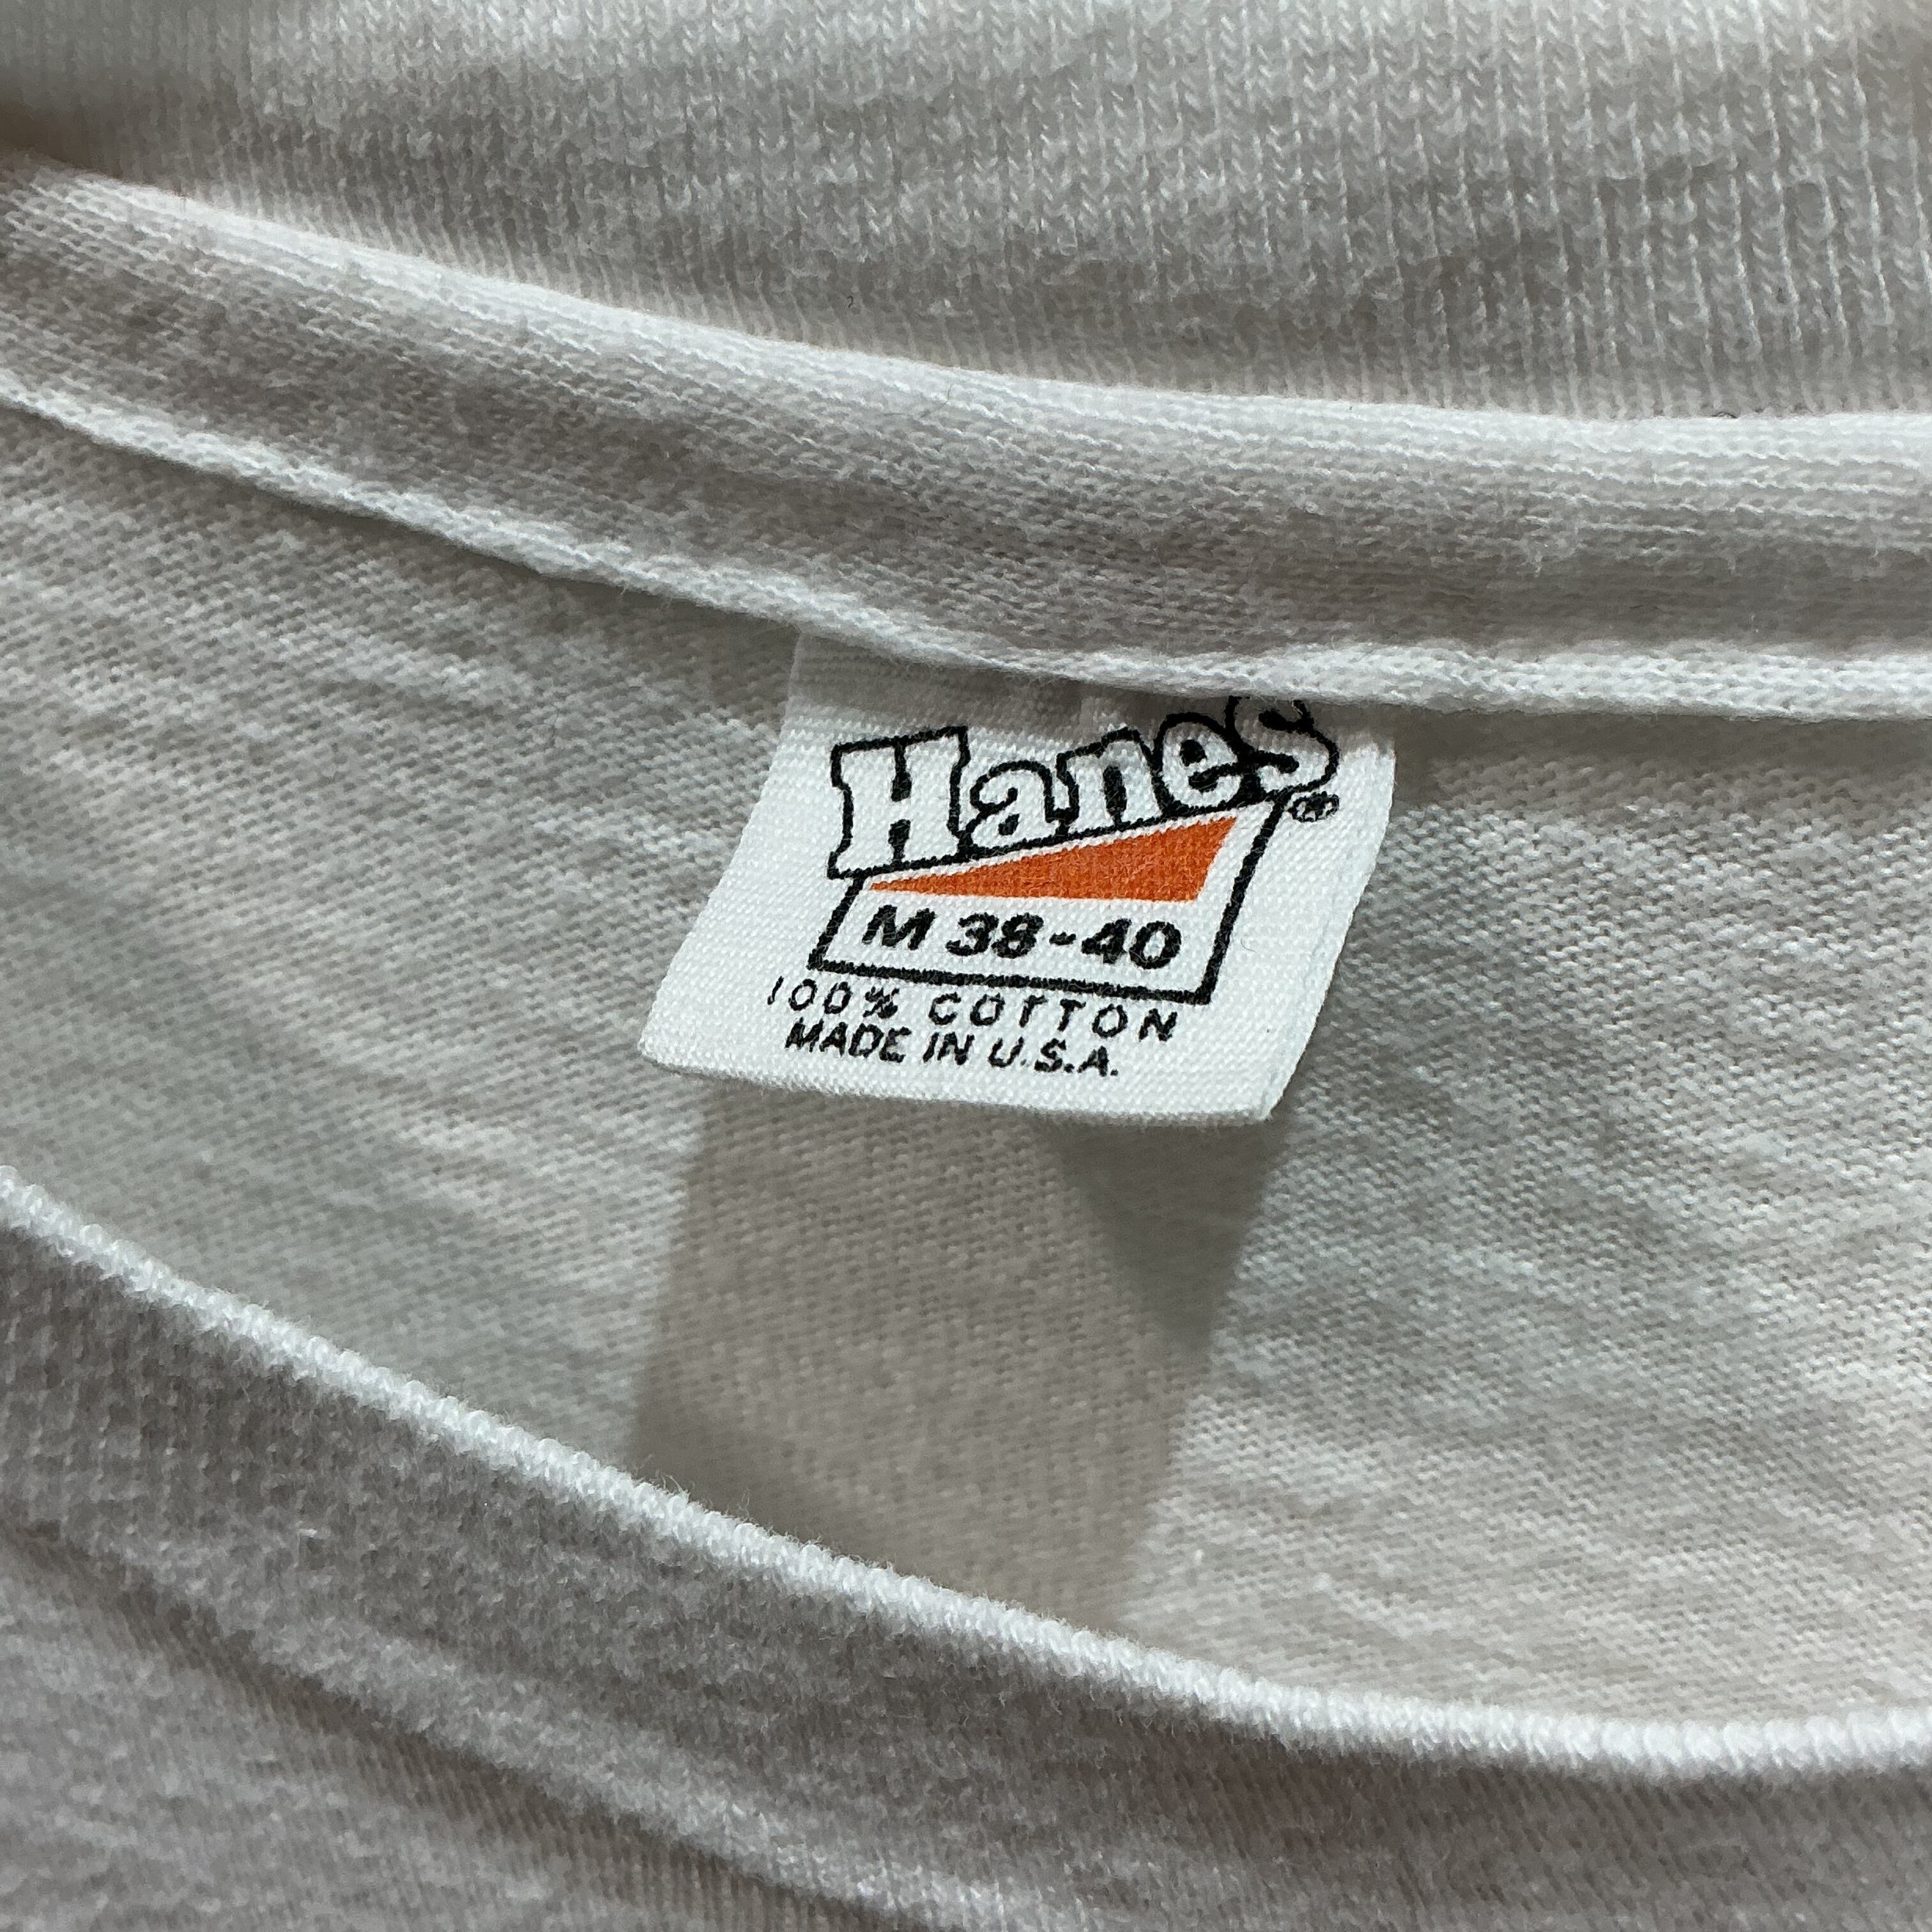 Hanes®
M 38-40
100% COTTON
MADE IN U.S.A.